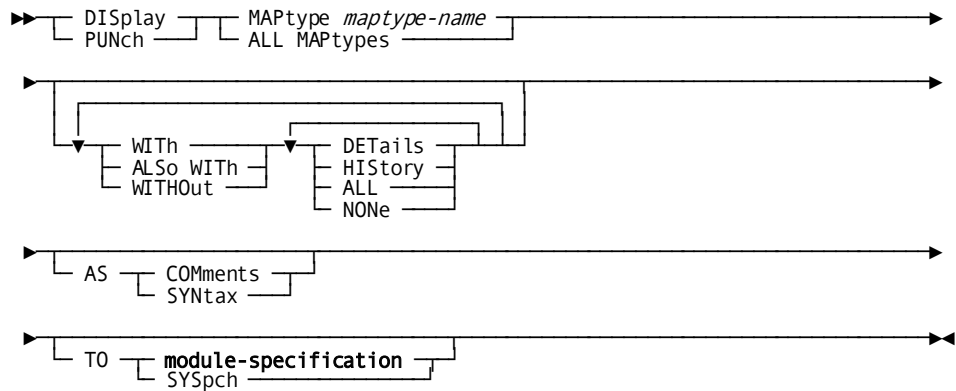 DISplay MAPtype maptype-name
PUNch ALL MAPtypes
WITh DETails
ALSo WITh HIStory
WITHOut ALL
NONe
AS COMments
SYNtax
TO module-specification
SYSpch